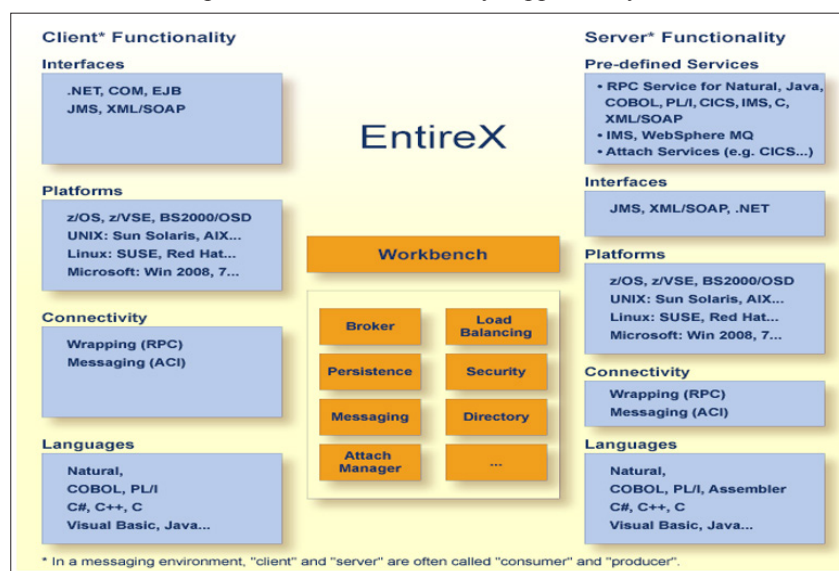 Client* Functionality
Interfaces
.NET, COM, EJB
JMS, XML/SOAP
Platforms
z/OS, z/VSE, BS2000/OSD
UNIX: Sun Solaris, AIX...
Linux: SUSE, Red Hat...
Microsoft: Win 2008, 7...
Connectivity
Wrapping (RPC)
Messaging (ACI)
Languages
Natural,
COBOL, PL/I
C#, C++, C
Visual Basic, Java...
EntireX
Workbench
Broker
Load
Balancing
Persistence
Security
Messaging
Directory
Attach
Manager
...
Server* Functionality
Pre-defined Services
• RPC Service for Natural, Java,
COBOL, PL/I, CICS, IMS, C,
XML/SOAP
• IMS, WebSphere MQ
• Attach Services (e.g. CICS...)
Interfaces
JMS, XML/SOAP, .NET
Platforms
z/OS, z/VSE, BS2000/OSD
UNIX: Sun Solaris, AIX...
Linux: SUSE, Red Hat...
Microsoft: Win 2008, 7...
Connectivity
Wrapping (RPC)
Messaging (ACI)
Languages
Natural,
COBOL, PL/I, Assembler
C#, C++, C
Visual Basic, Java...
* In a messaging environment, "client" and "server" are often called "consumer" and "producer".